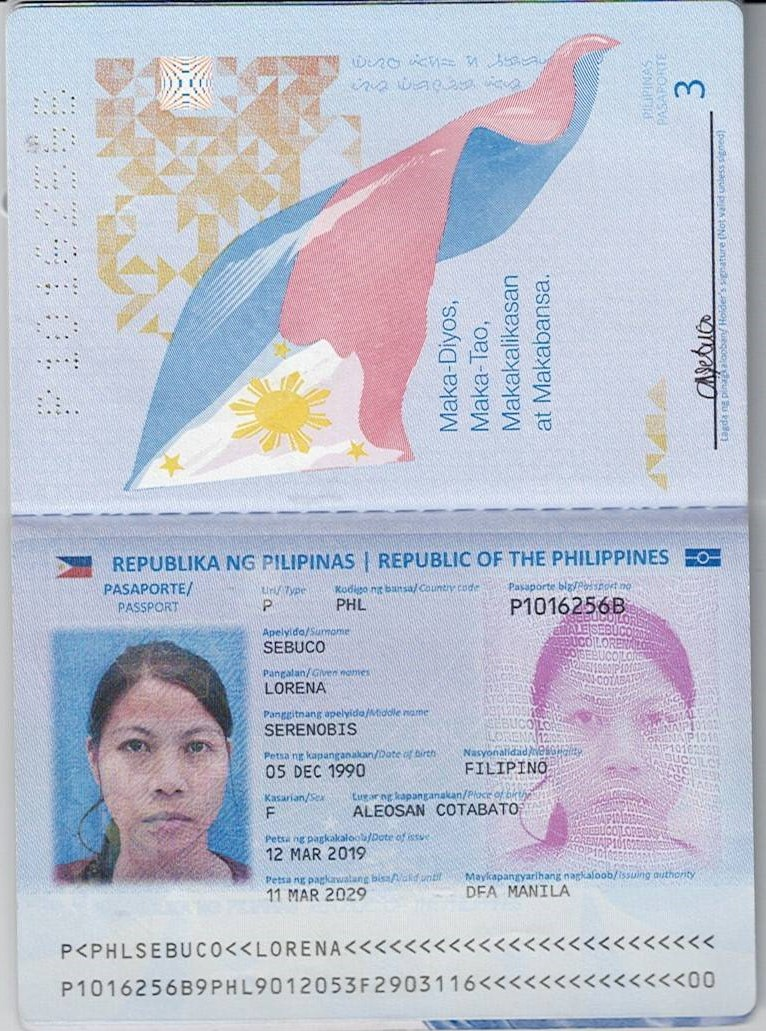 P1016256B
PILIPINAS
PASAPORTE
3
Maka-Diyos,
Maka-Tao,
Makakalikasan
at Makabansa.
Lagda ng pinagkalooban/ Holder's signature (Not valid unless signed)
REPUBLIKA NG PILIPINAS | REPUBLIC OF THE PHILIPPINES
PASAPORTE/
PASSPORT
Uri/ Type
Kodigo ng bansa/ Country code
Pasaporte blg/Passport no
P
PHL
P1016256B
Apelyido/Surname
SEBUCO
Pangalan/ Given names
LORENA
Panggitnang apelyido/Middle name
SERENOBIS
Petsa ng kapanganakan/Date of birth
Nasyonalidad/Nationality
05 DEC 1990
FILIPINO
Kasarian/Sex
Lugar ng kapanganakan/Place of birth
F
ALEOSAN COTABATO
Petsa ng pagkakaloob/Date of issue
12 MAR 2019
Petsa ng pagkawalang bisa/Valid until
Maykapangyarihang nagkaloob/Issuing authority
11 MAR 2029
DFA MANILA
P<PHLSEBUCO<<LORENA<<<<<<<<<<<<<<<<<<<<<<<<<
P1016256B9PHL9012053F2903116<<<<<<<<<<<<<<00